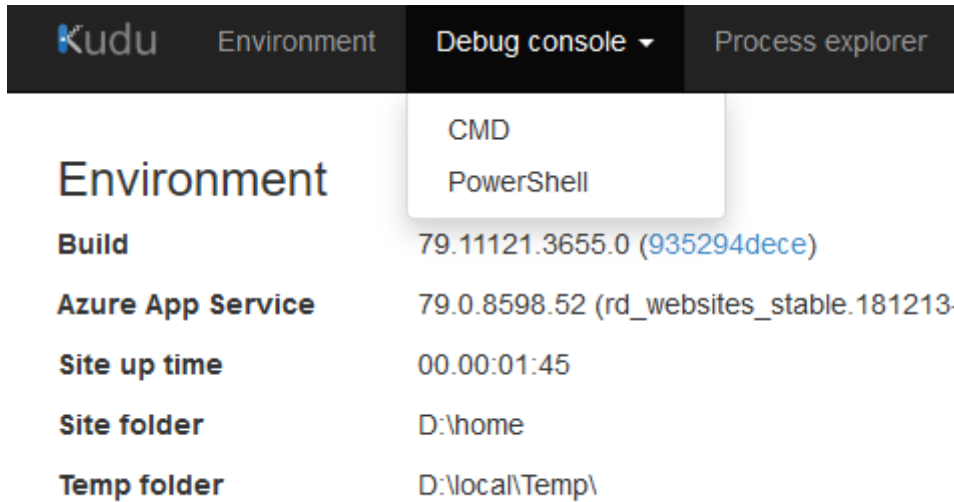 Kudu Environment Debug console Process explorer
CMD
PowerShell
Environment
Build 79.11121.3655.0 (935294dece)
Azure App Service 79.0.8598.52 (rd_websites_stable.181213-
Site up time 00.00:01:45
Site folder D:\home
Temp folder D:\local\Temp\